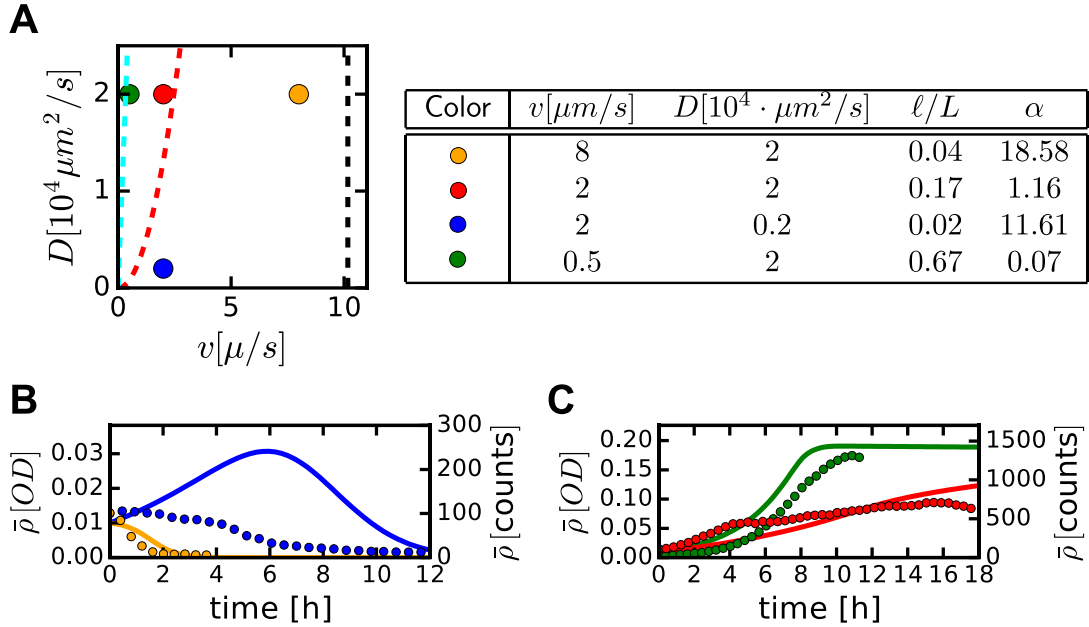 A
D[10⁴ μm²/s]
2
1
0
0 5 10
v[μ/s]
Color v[μm/s] D[10⁴ · μm²/s] ℓ/L α
8 2 0.04 18.58
2 2 0.17 1.16
2 0.2 0.02 11.61
0.5 2 0.67 0.07
B
ρ̄ [OD]
0.03
0.02
0.01
0.00
300
200
100
0
ρ̄ [counts]
0 2 4 6 8 10 12
time [h]
C
ρ̄ [OD]
0.20
0.15
0.10
0.05
0.00
1500
1000
500
0
ρ̄ [counts]
0 2 4 6 8 10 12 14 16 18
time [h]